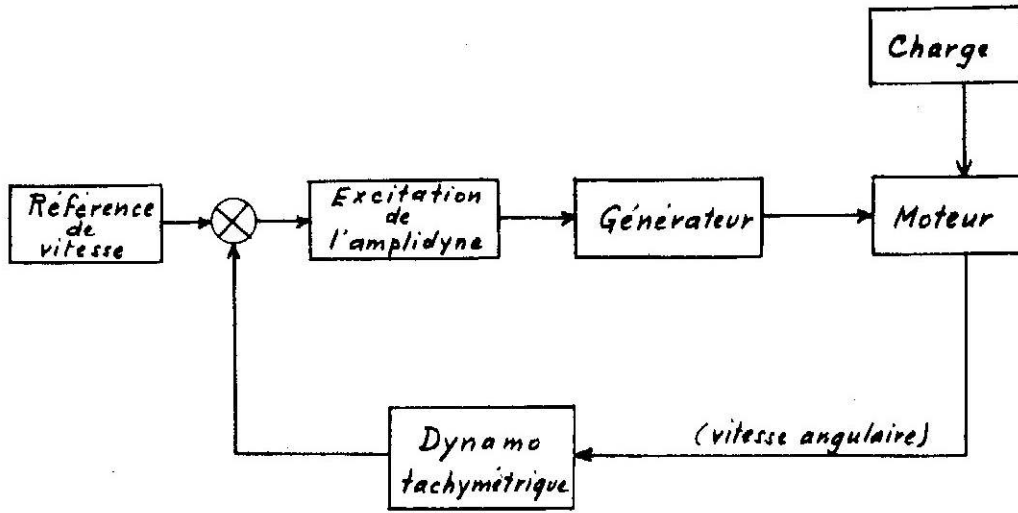 Charge
Référence
de
vitesse
Excitation
de
l'amplidyne
Générateur
Moteur
Dynamo
tachymétrique
(vitesse angulaire)